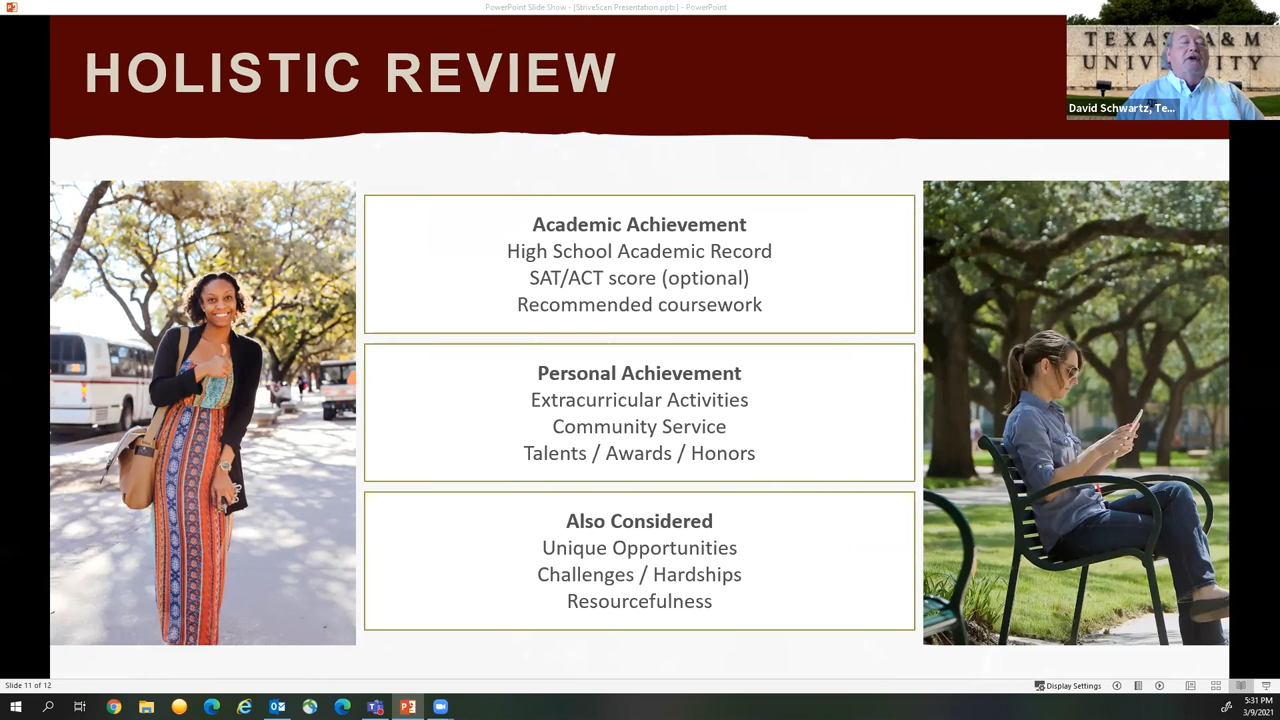 PowerPoint Slide Show - [StriveScan Presentation.pptx] - PowerPoint
HOLISTIC REVIEW
TEXAS A&M
UNIVERSITY
David Schwartz, Te...
Academic Achievement
High School Academic Record
SAT/ACT score (optional)
Recommended coursework
Personal Achievement
Extracurricular Activities
Community Service
Talents / Awards / Honors
Also Considered
Unique Opportunities
Challenges / Hardships
Resourcefulness
Slide 11 of 12
Display Settings
5:31 PM
3/9/2021